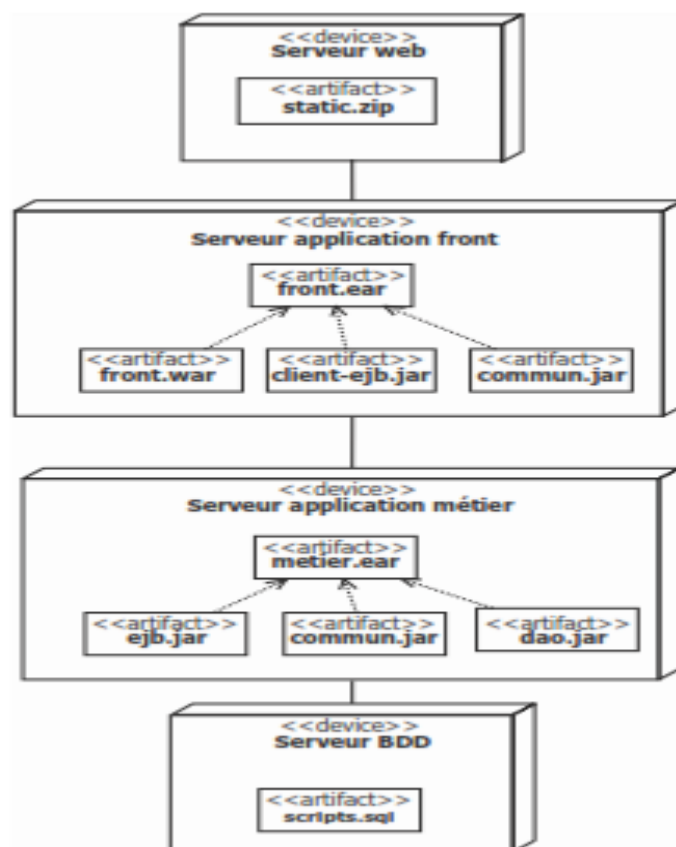 <<device>>
Serveur web
<<artifact>>
static.zip
<<device>>
Serveur application front
<<artifact>>
front.ear
<<artifact>> <<artifact>> <<artifact>>
front.war client-ejb.jar commun.jar
<<device>>
Serveur application métier
<<artifact>>
metier.ear
<<artifact>> <<artifact>> <<artifact>>
ejb.jar commun.jar dao.jar
<<device>>
Serveur BDD
<<artifact>>
scripts.sql